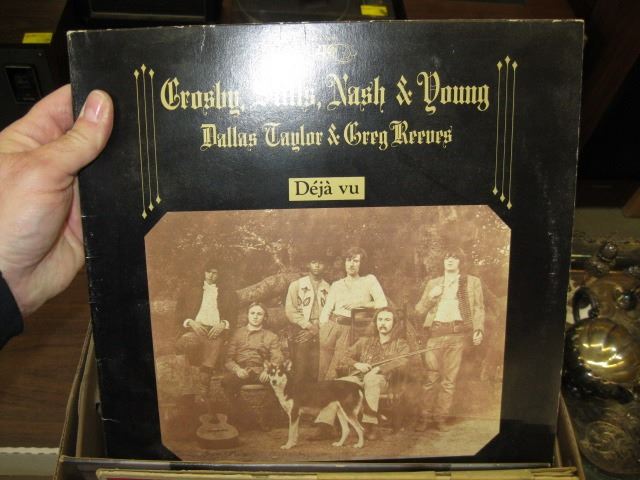 Crosby, Stills, Nash & Young
Dallas Taylor & Greg Reeves
Déjà vu